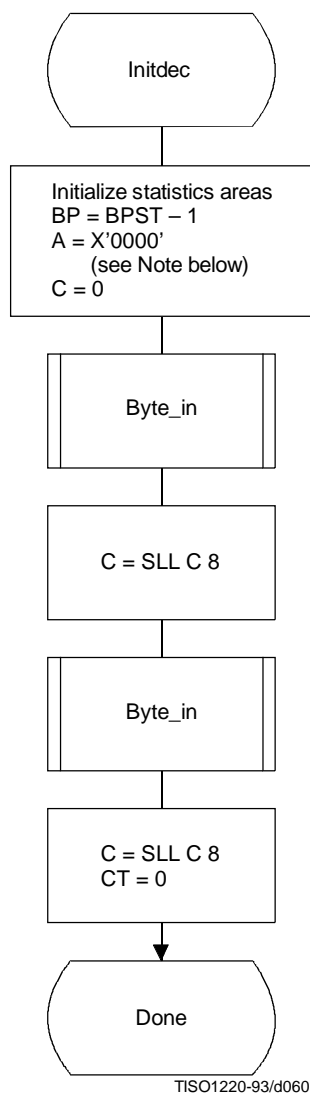 Initdec
Initialize statistics areas
BP = BPST – 1
A = X’0000’
(see Note below)
C = 0
Byte_in
C = SLL C 8
Byte_in
C = SLL C 8
CT = 0
Done
TISO1220-93/d060